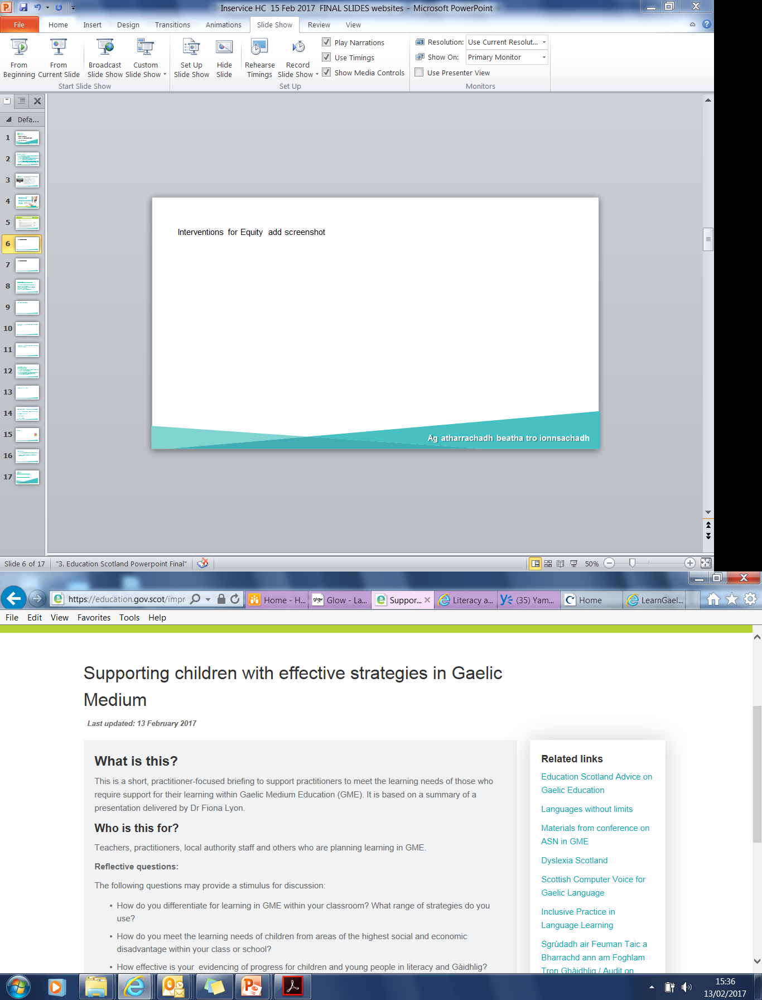 Inservice HC 15 Feb 2017 FINAL SLIDES websites - Microsoft PowerPoint
File Home Insert Design Transitions Animations Slide Show Review View
From Beginning
From Current Slide
Broadcast Slide Show
Custom Slide Show
Start Slide Show
Set Up Slide Show
Hide Slide
Rehearse Timings
Record Slide Show
Play Narrations
Use Timings
Show Media Controls
Set Up
Resolution: Use Current Resolut...
Show On: Primary Monitor
Use Presenter View
Monitors
Defa...
1
2
3
4
5
6
7
8
9
10
11
12
13
14
15
16
17
Interventions for Equity add screenshot
Ag atharrachadh beatha tro ionnsachadh
Slide 6 of 17 "3. Education Scotland Powerpoint Final" 50%
https://education.gov.scot/impr
Home - H... Glow - La... Suppor... Literacy a... (35) Yam... Home LearnGael...
File Edit View Favorites Tools Help
Supporting children with effective strategies in Gaelic
Medium
Last updated: 13 February 2017
What is this?
This is a short, practitioner-focused briefing to support practitioners to meet the learning needs of those who
require support for their learning within Gaelic Medium Education (GME). It is based on a summary of a
presentation delivered by Dr Fiona Lyon.
Who is this for?
Teachers, practitioners, local authority staff and others who are planning learning in GME.
Reflective questions:
The following questions may provide a stimulus for discussion:
• How do you differentiate for learning in GME within your classroom? What range of strategies do you
use?
• How do you meet the learning needs of children from areas of the highest social and economic
disadvantage within your class or school?
• How effective is your evidencing of progress for children and young people in literacy and Gàidhlig?
Related links
Education Scotland Advice on
Gaelic Education
Languages without limits
Materials from conference on
ASN in GME
Dyslexia Scotland
Scottish Computer Voice for
Gaelic Language
Inclusive Practice in
Language Learning
Sgrùdadh air Feuman Taic a
Bharrachd ann am Foghlam
Tron Ghàidhlig / Audit on
15:36
13/02/2017